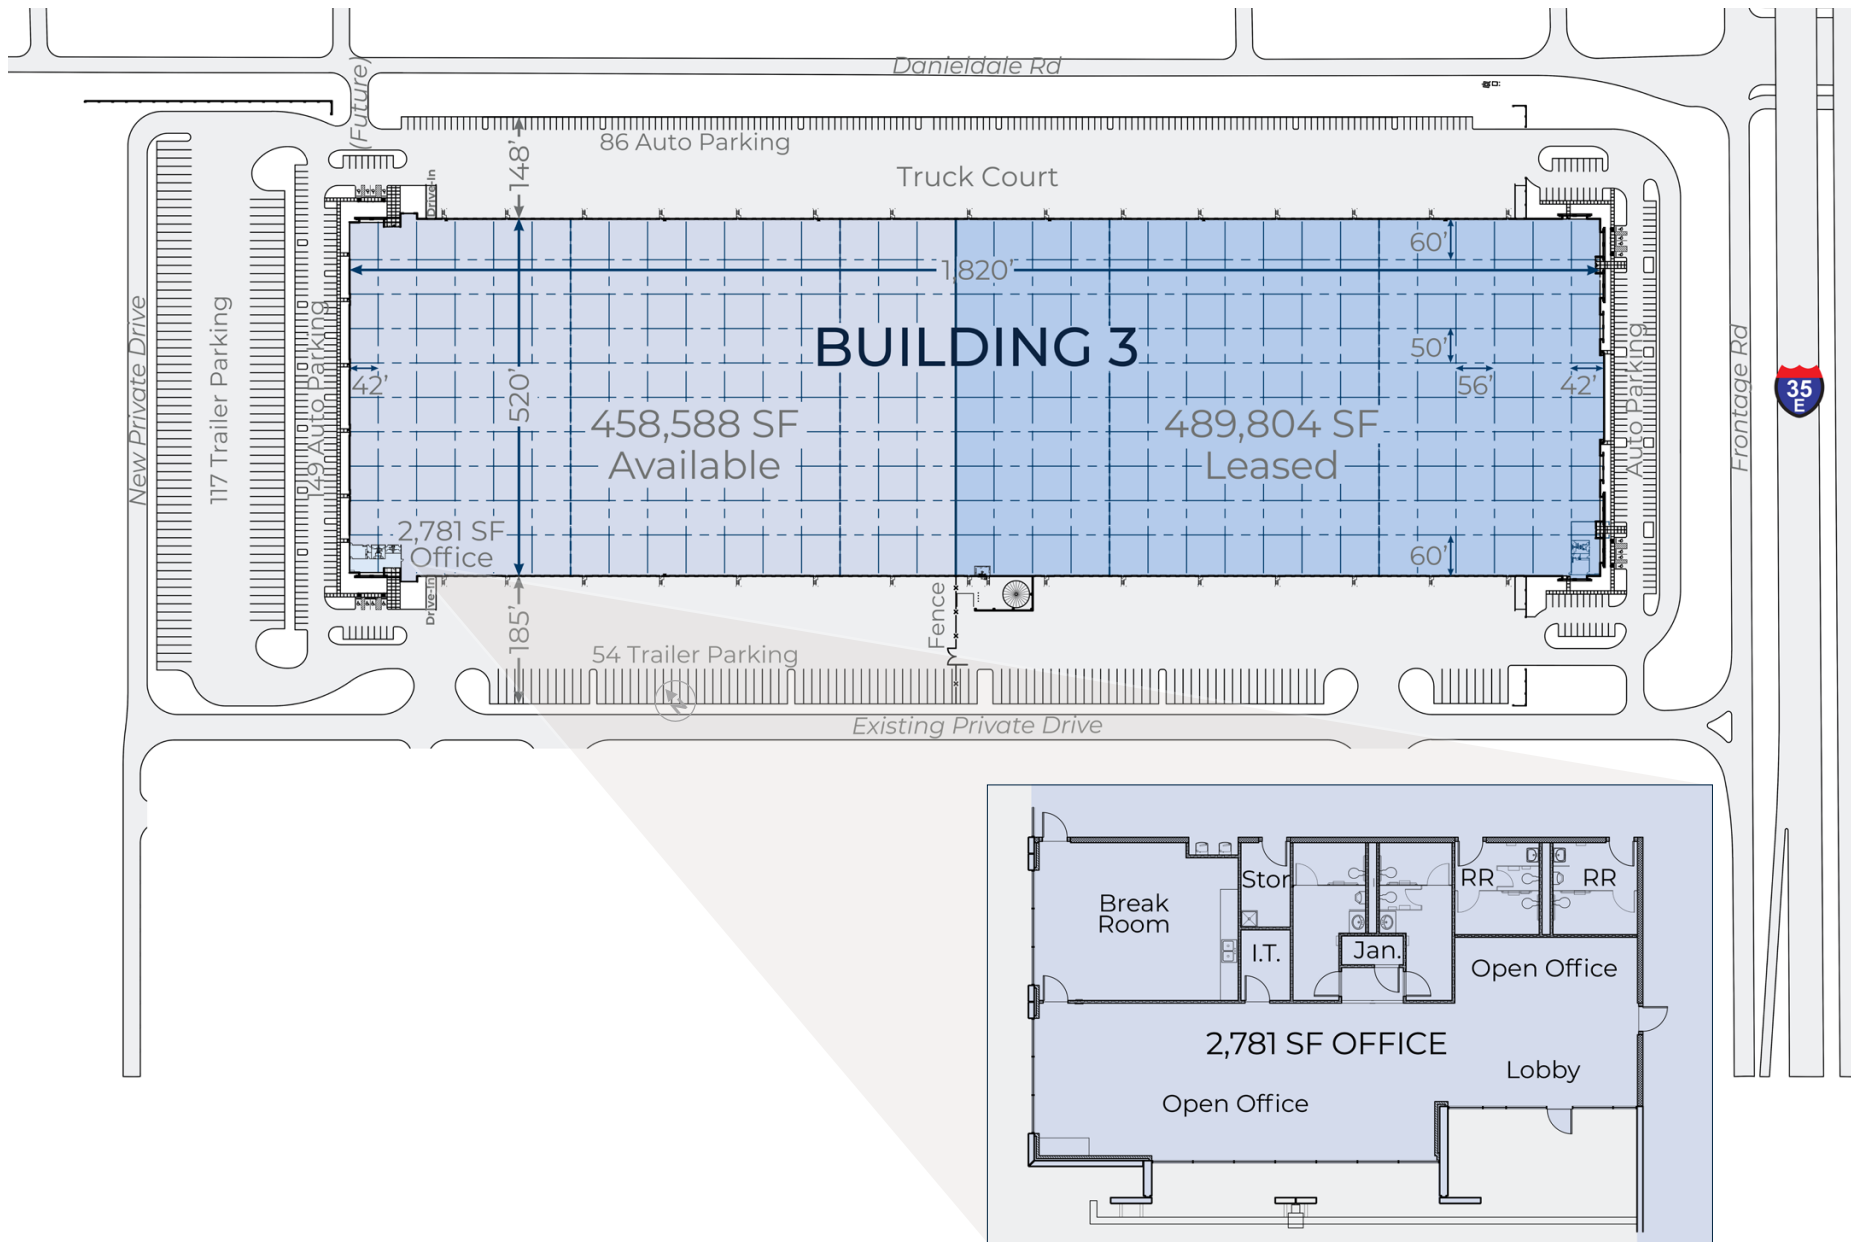 Danieldale Rd
(Future)
86 Auto Parking
148'
Truck Court
Drive-In
60'
1,820'
BUILDING 3
50'
42'
520'
56'
42'
458,588 SF
Available
489,804 SF
Leased
New Private Drive
117 Trailer Parking
149 Auto Parking
Auto Parking
Frontage Rd
35
E
2,781 SF
Office
60'
Drive-In
185'
Fence
54 Trailer Parking
N
Existing Private Drive
Break
Room
Stor
I.T.
Jan.
RR
RR
Open Office
2,781 SF OFFICE
Lobby
Open Office